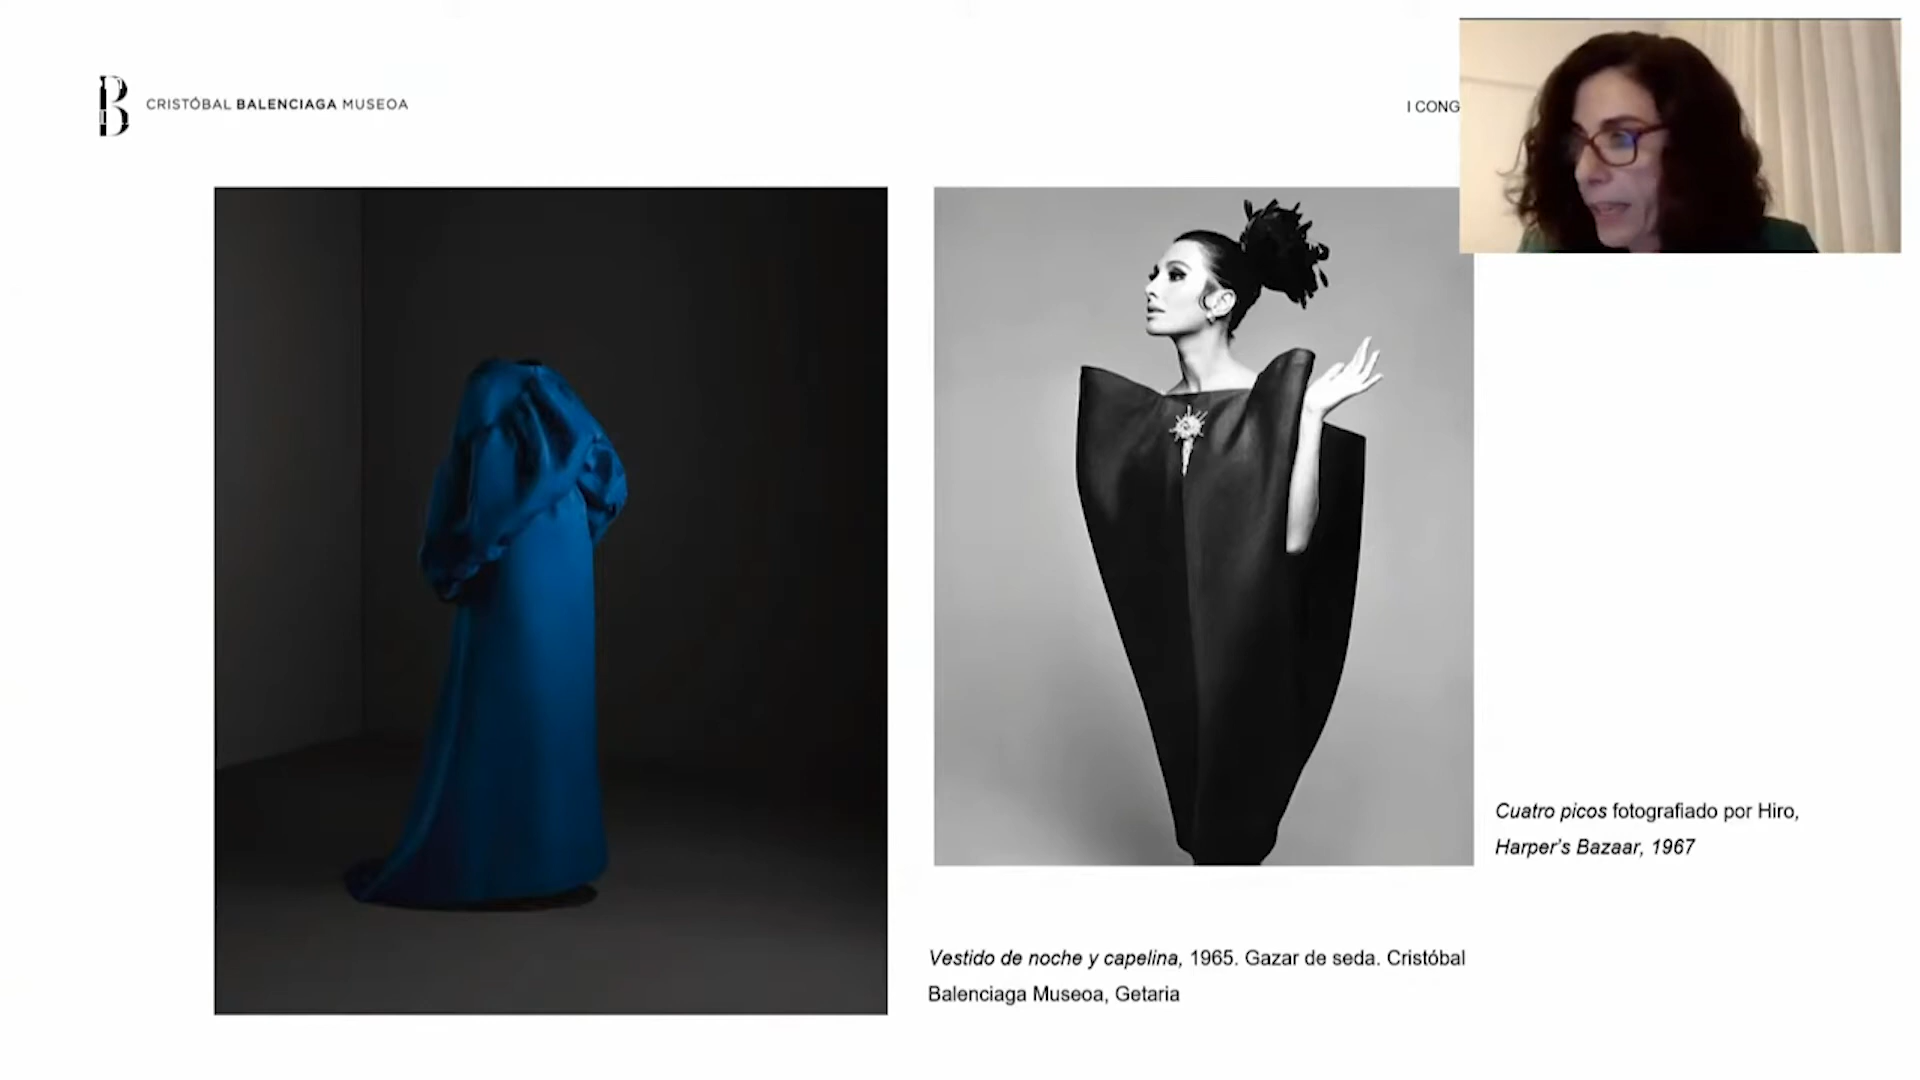 B CRISTÓBAL BALENCIAGA MUSEOA
I CONG
Cuatro picos fotografiado por Hiro,
Harper's Bazaar, 1967
Vestido de noche y capelina, 1965. Gazar de seda. Cristóbal
Balenciaga Museoa, Getaria